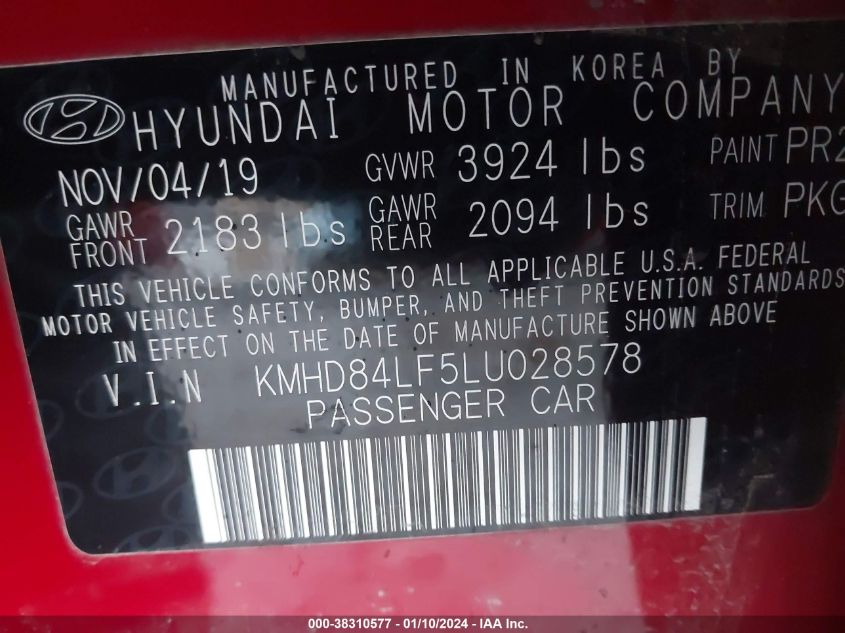 MANUFACTURED IN KOREA BY
HYUNDAI MOTOR COMPANY
NOV/04/19 GVWR 3924 lbs PAINT PR2
GAWR FRONT 2183 lbs GAWR REAR 2094 lbs TRIM PKG
THIS VEHICLE CONFORMS TO ALL APPLICABLE U.S.A. FEDERAL
MOTOR VEHICLE SAFETY, BUMPER, AND THEFT PREVENTION STANDARDS
IN EFFECT ON THE DATE OF MANUFACTURE SHOWN ABOVE
V.I.N KMHD84LF5LU028578
PASSENGER CAR
000-38310577 - 01/10/2024 - IAA Inc.